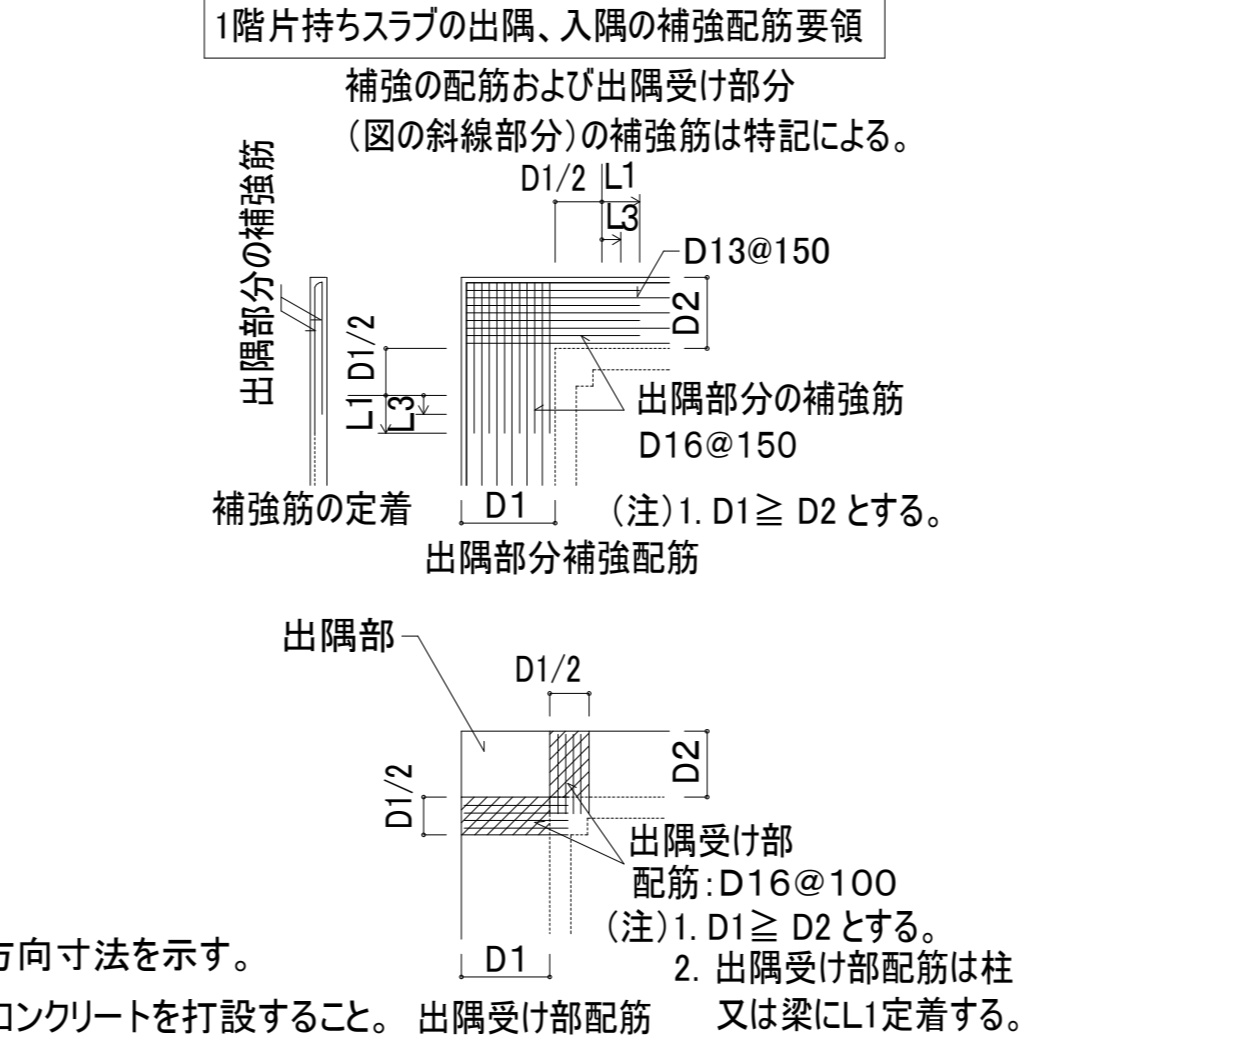 1階片持ちスラブの出隅、入隅の補強配筋要領
補強の配筋および出隅受け部分
（図の斜線部分）の補強筋は特記による。
出隅部分の補強筋
D1/2
L1
L3
D13@150
D2
D1/2
L1
L3
出隅部分の補強筋
D16@150
補強筋の定着
D1
（注）1. D1≧ D2 とする。
出隅部分補強配筋
出隅部
D1/2
D2
D1/2
出隅受け部
配筋：D16@100
（注）1. D1≧ D2 とする。
2. 出隅受け部配筋は柱
又は梁にL1定着する。
D1
出隅受け部配筋
方向寸法を示す。
コンクリートを打設すること。